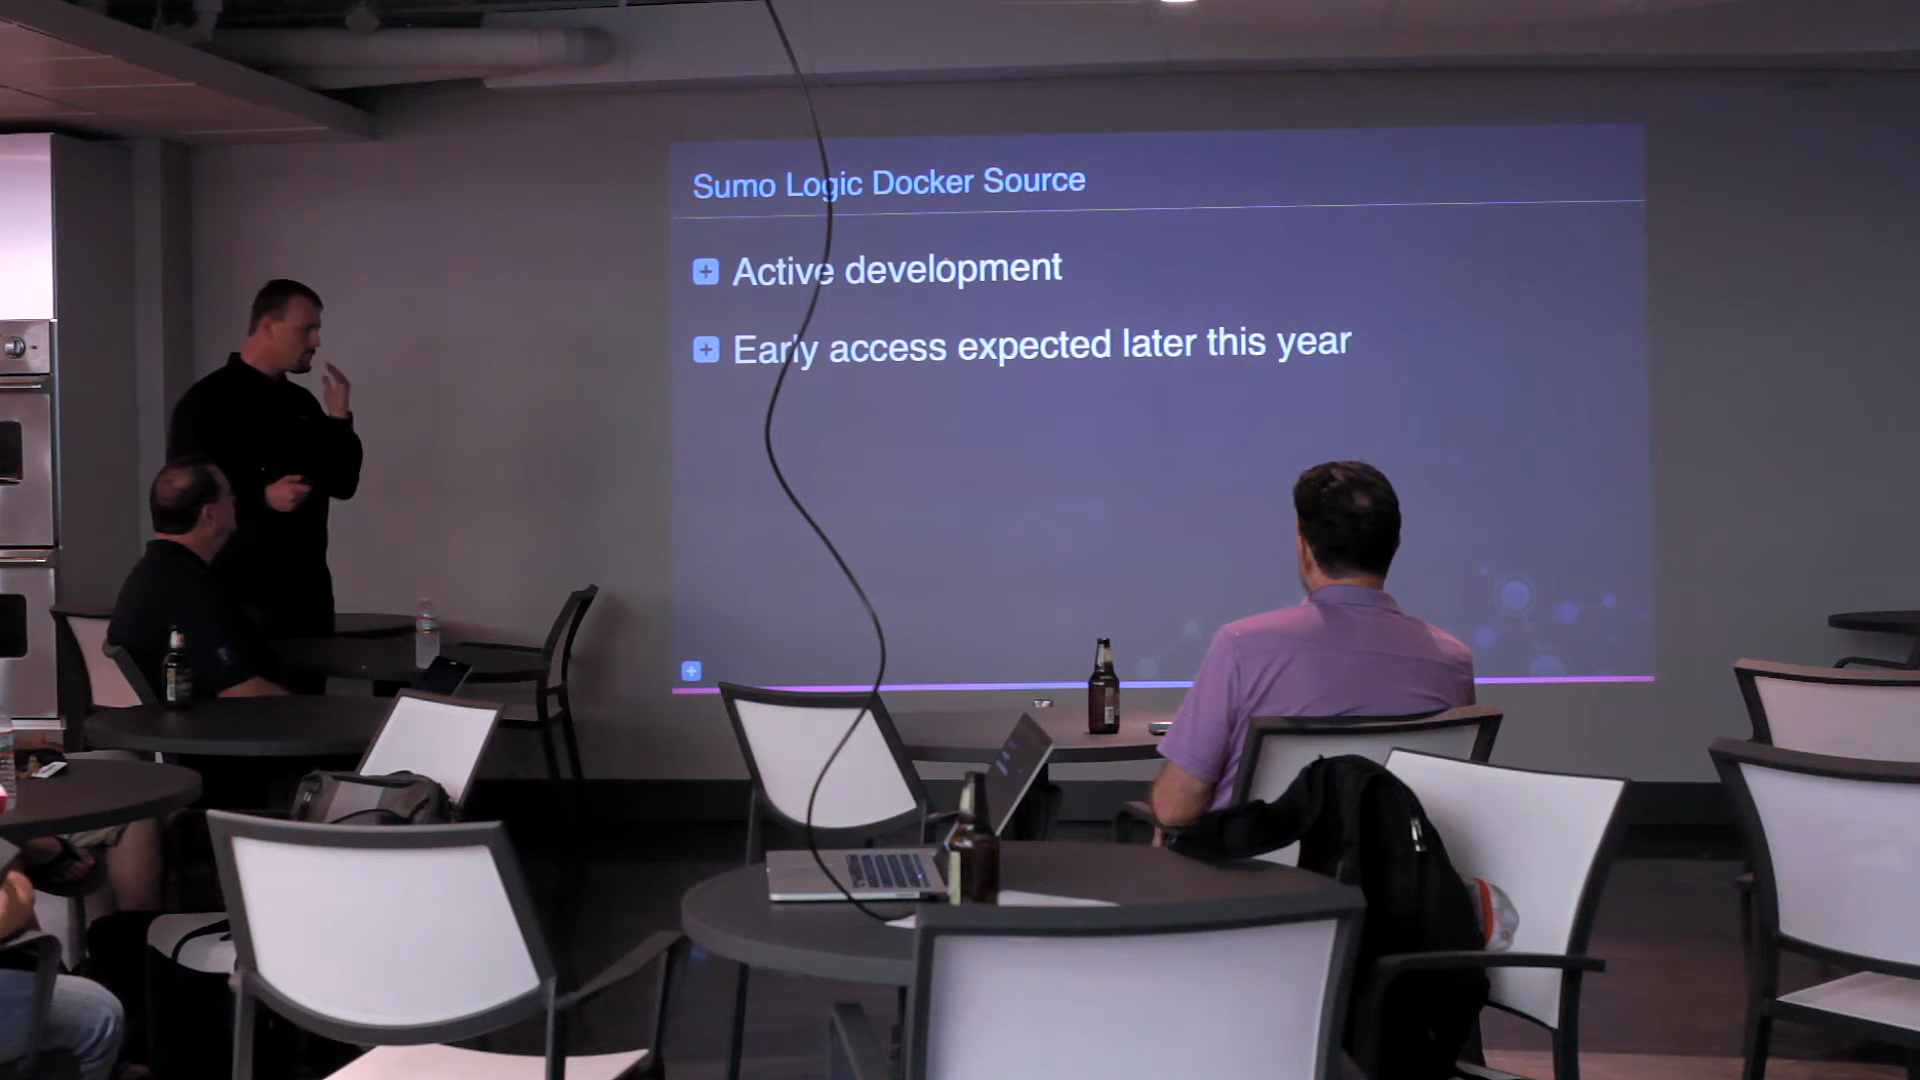 Sumo Logic Docker Source
Active development
Early access expected later this year